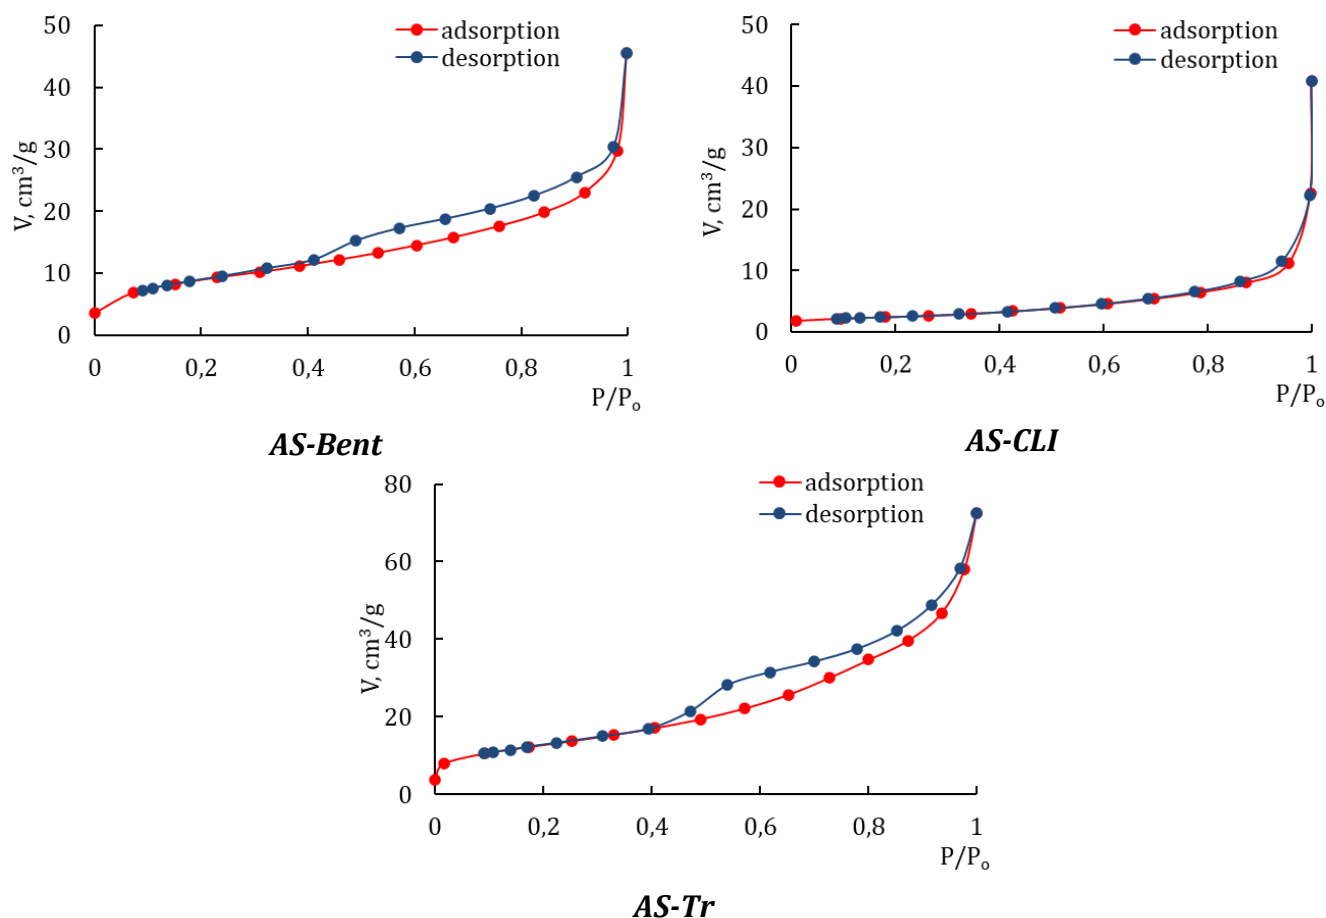 adsorption
desorption
V, cm³/g
50
40
30
20
10
0
0 0,2 0,4 0,6 0,8 1
P/Pₒ
AS-Bent
adsorption
desorption
V, cm³/g
50
40
30
20
10
0
0 0,2 0,4 0,6 0,8 1
P/Pₒ
AS-CLI
adsorption
desorption
V, cm³/g
80
60
40
20
0
0 0,2 0,4 0,6 0,8 1
P/Pₒ
AS-Tr